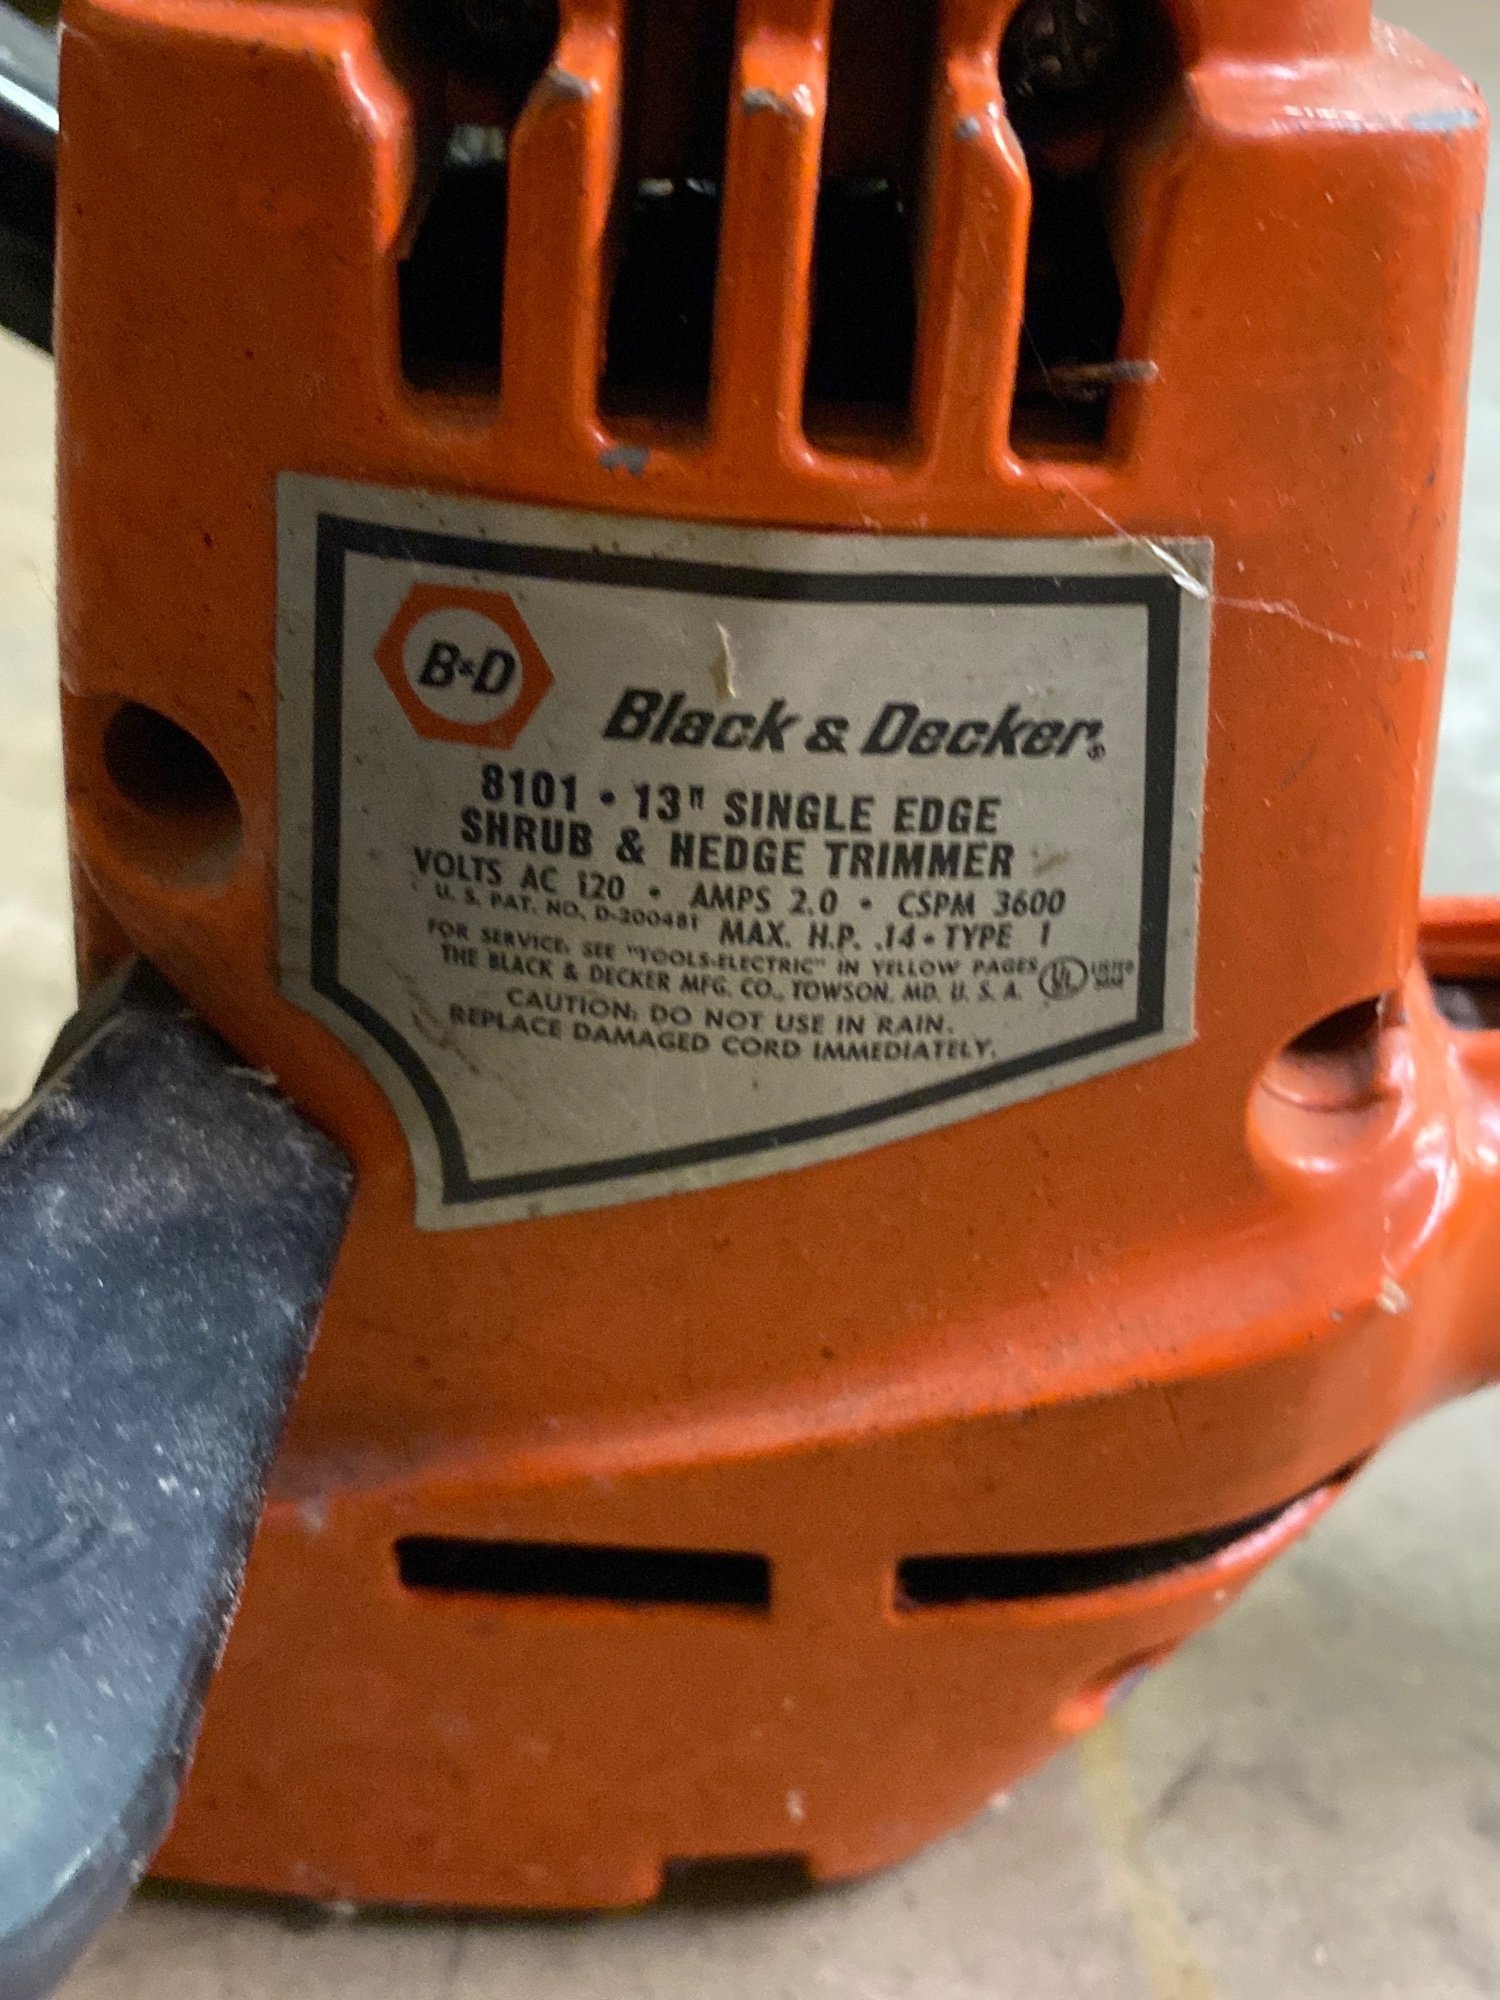 B&D
Black & Decker®
8101 • 13" SINGLE EDGE
SHRUB & HEDGE TRIMMER
VOLTS AC 120 • AMPS 2.0 • CSPM 3600
U. S. PAT. NO. D-200481 MAX. H.P. .14 • TYPE 1
FOR SERVICE, SEE "TOOLS-ELECTRIC" IN YELLOW PAGES
THE BLACK & DECKER MFG. CO., TOWSON, MD. U. S. A.
UL LISTED
CAUTION: DO NOT USE IN RAIN.
REPLACE DAMAGED CORD IMMEDIATELY.